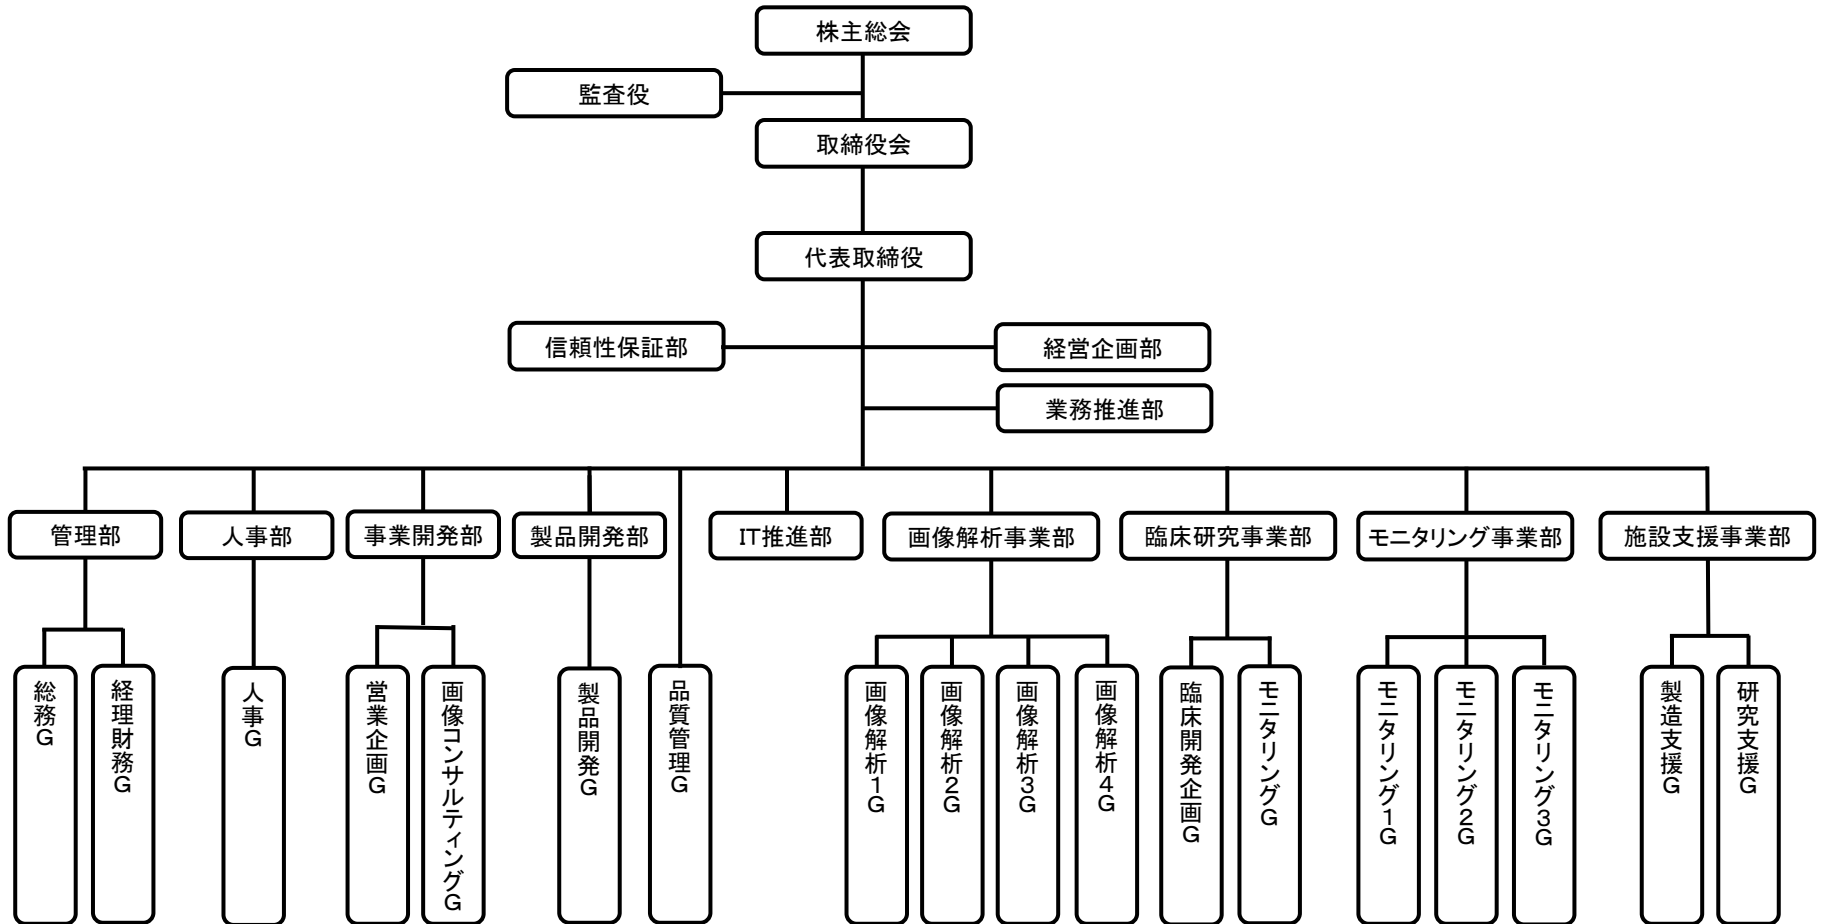 株主総会
監査役
取締役会
代表取締役
信頼性保証部
経営企画部
業務推進部
管理部
人事部
事業開発部
製品開発部
IT推進部
画像解析事業部
臨床研究事業部
モニタリング事業部
施設支援事業部
総務G
経理財務G
人事G
営業企画G
画像コンサルティングG
製品開発G
品質管理G
画像解析1G
画像解析2G
画像解析3G
画像解析4G
臨床開発企画G
モニタリングG
モニタリング1G
モニタリング2G
モニタリング3G
製造支援G
研究支援G